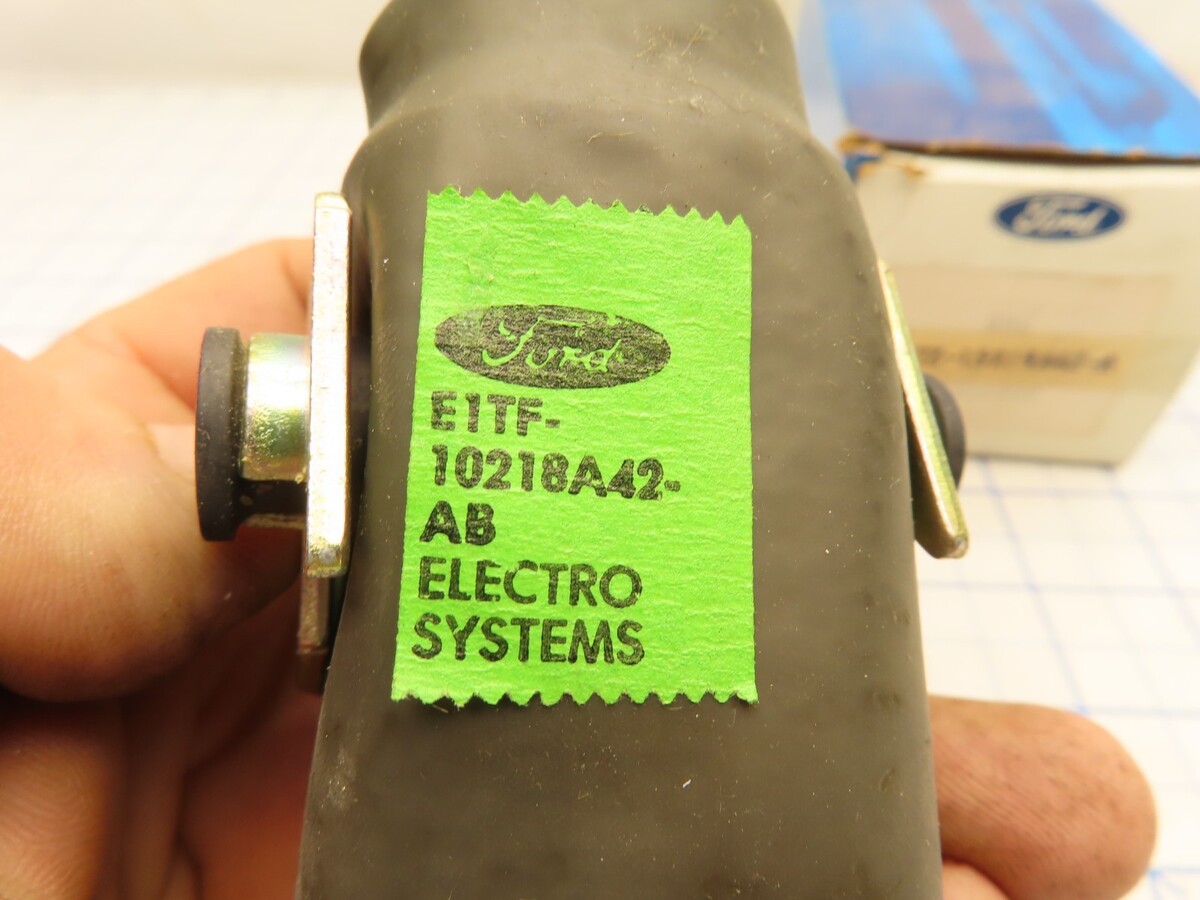 Ford
E1TF-
10218A42-
AB
ELECTRO
SYSTEMS
Ford